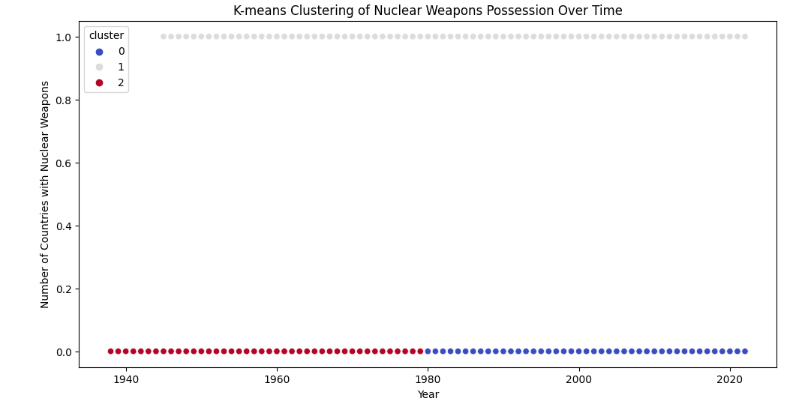 K-means Clustering of Nuclear Weapons Possession Over Time
cluster
0
1
2
Number of Countries with Nuclear Weapons
1.0
0.8
0.6
0.4
0.2
0.0
1940 1960 1980 2000 2020
Year